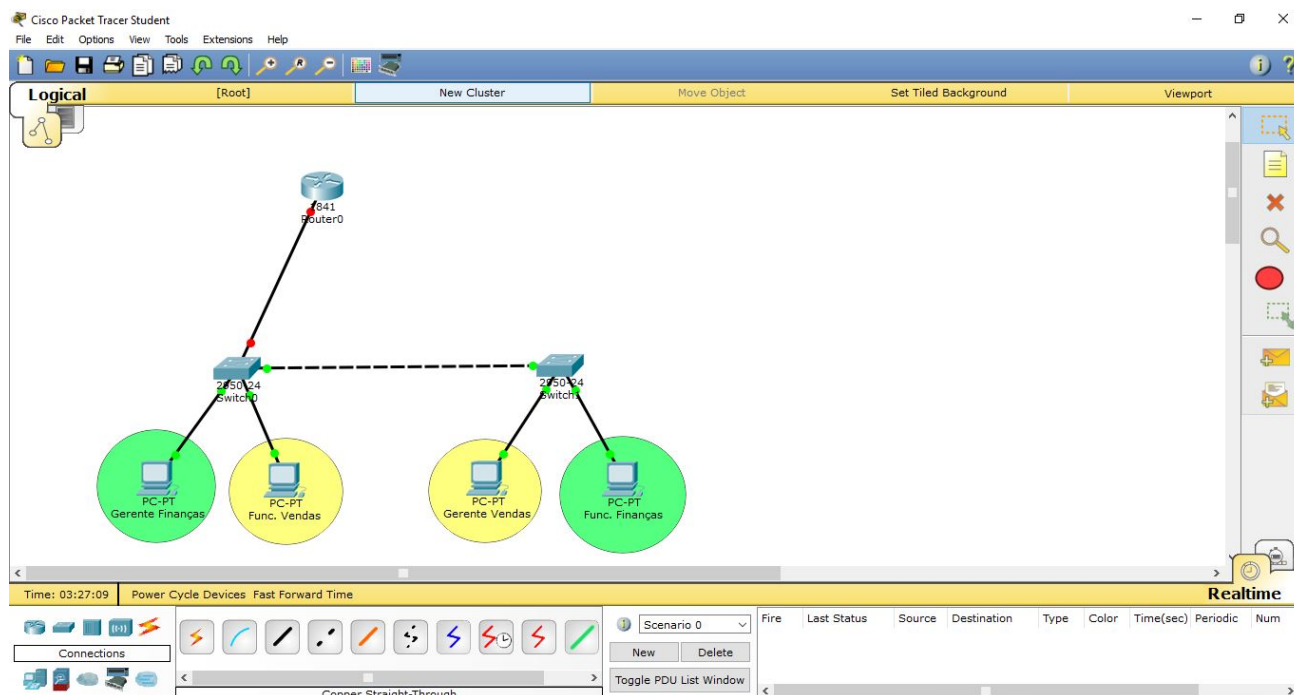 Cisco Packet Tracer Student
File Edit Options View Tools Extensions Help
Logical [Root] New Cluster Move Object Set Tiled Background Viewport
1841
Router0
2950-24
Switch0
2950-24
Switch1
PC-PT
Gerente Finanças
PC-PT
Func. Vendas
PC-PT
Gerente Vendas
PC-PT
Func. Finanças
Time: 03:27:09 Power Cycle Devices Fast Forward Time Realtime
Scenario 0
Fire Last Status Source Destination Type Color Time(sec) Periodic Num
Connections
New Delete
Toggle PDU List Window
Copper Straight-Through